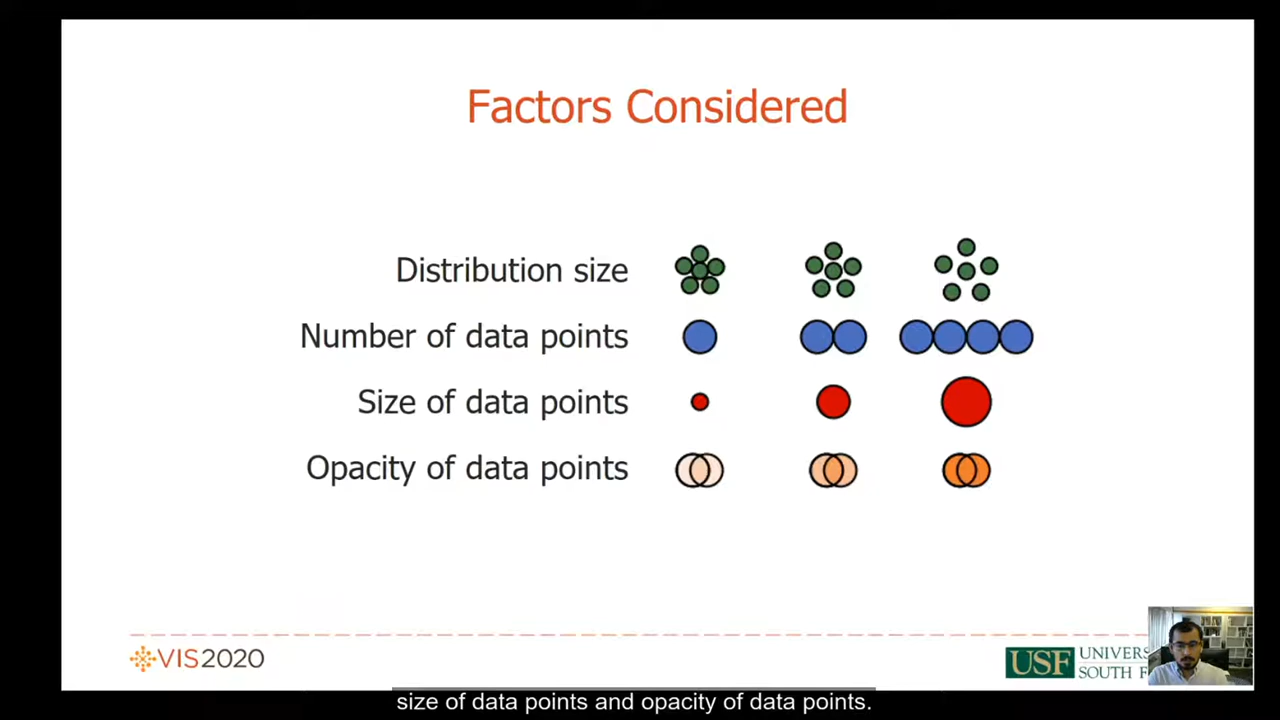 Factors Considered
Distribution size
Number of data points
Size of data points
Opacity of data points
VIS2020
USF
SOUTH
size of data points and opacity of data points.